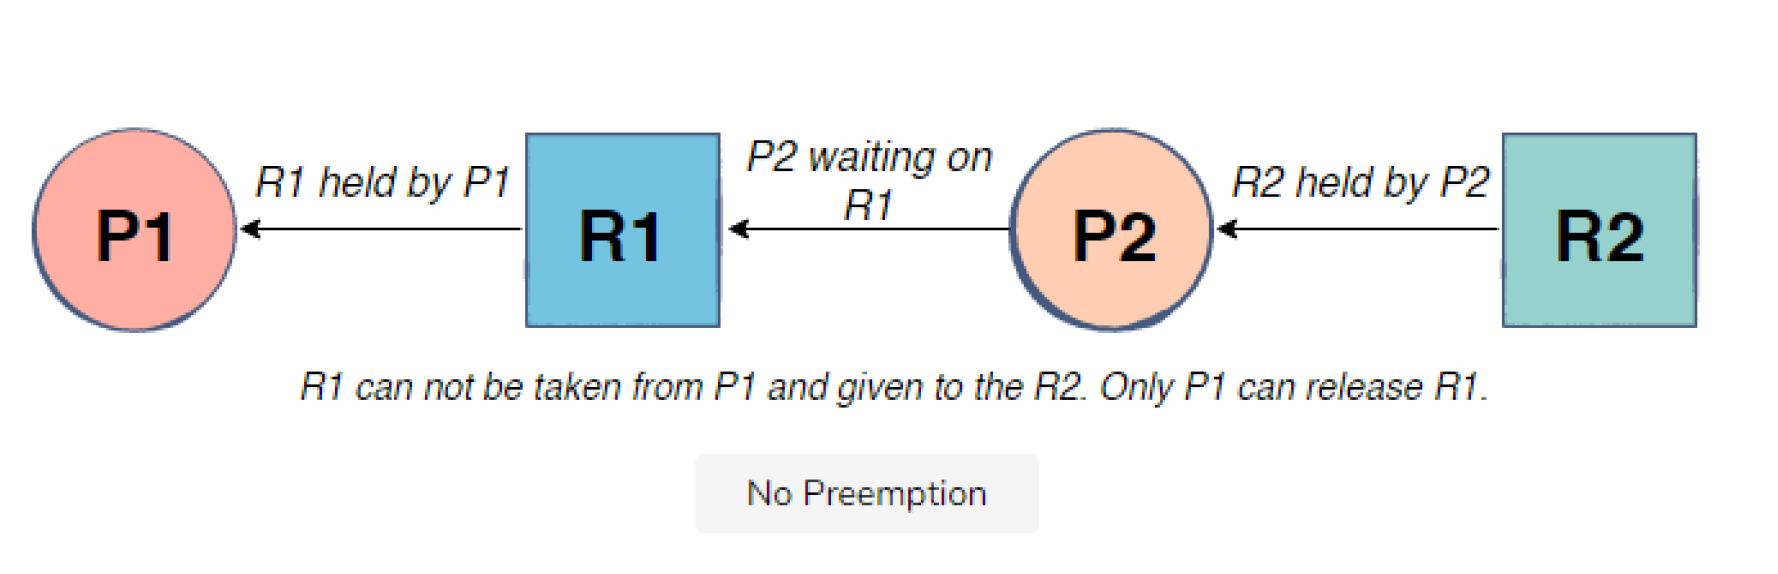 P1
R1 held by P1
R1
P2 waiting on
R1
P2
R2 held by P2
R2
R1 can not be taken from P1 and given to the R2. Only P1 can release R1.
No Preemption